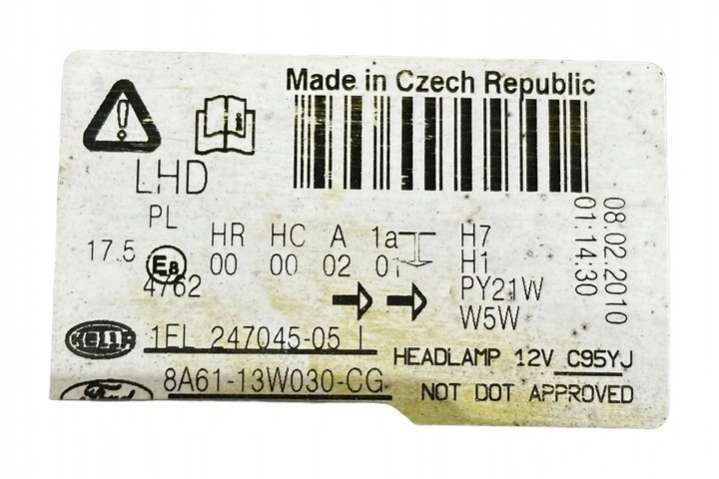 Made in Czech Republic
LHD
PL
HR HC A 1a H7
17.5 E8 00 00 02 01 H1
4762 PY21W
W5W
08.02.2010
01:14:30
HELLA
1EL 247045-05
HEADLAMP 12V C95YJ
Ford
8A61-13W030-CG
NOT DOT APPROVED